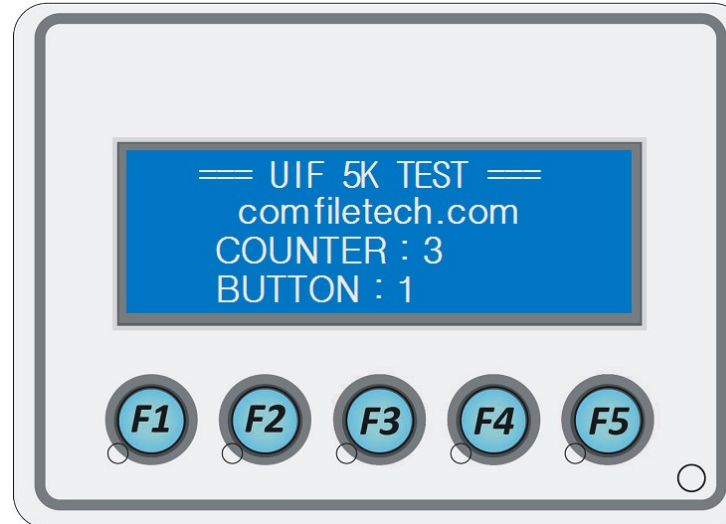 === UIF 5K TEST ===
comfiletech.com
COUNTER : 3
BUTTON : 1
F1 F2 F3 F4 F5